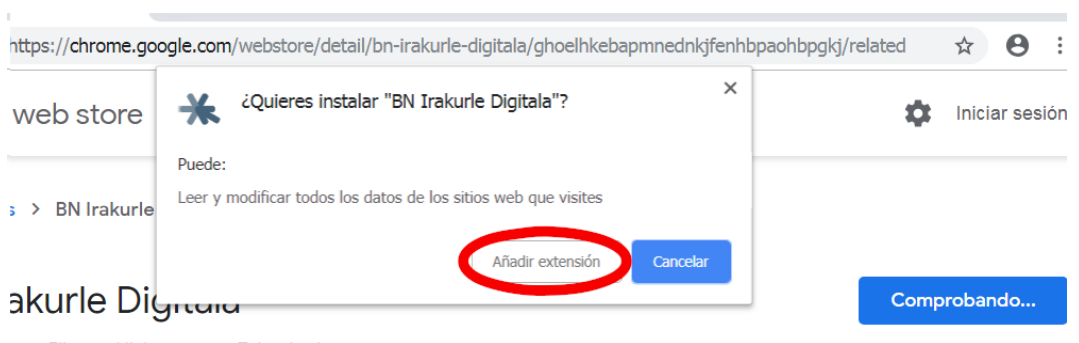 https://chrome.google.com/webstore/detail/bn-irakurle-digitala/ghoelhkebapmnednkjfenhbpaohbpgkj/related
web store
Iniciar sesión
¿Quieres instalar "BN Irakurle Digitala"?
Puede:
Leer y modificar todos los datos de los sitios web que visites
s > BN Irakurle
Añadir extensión
Cancelar
akurle Digitala
Comprobando...